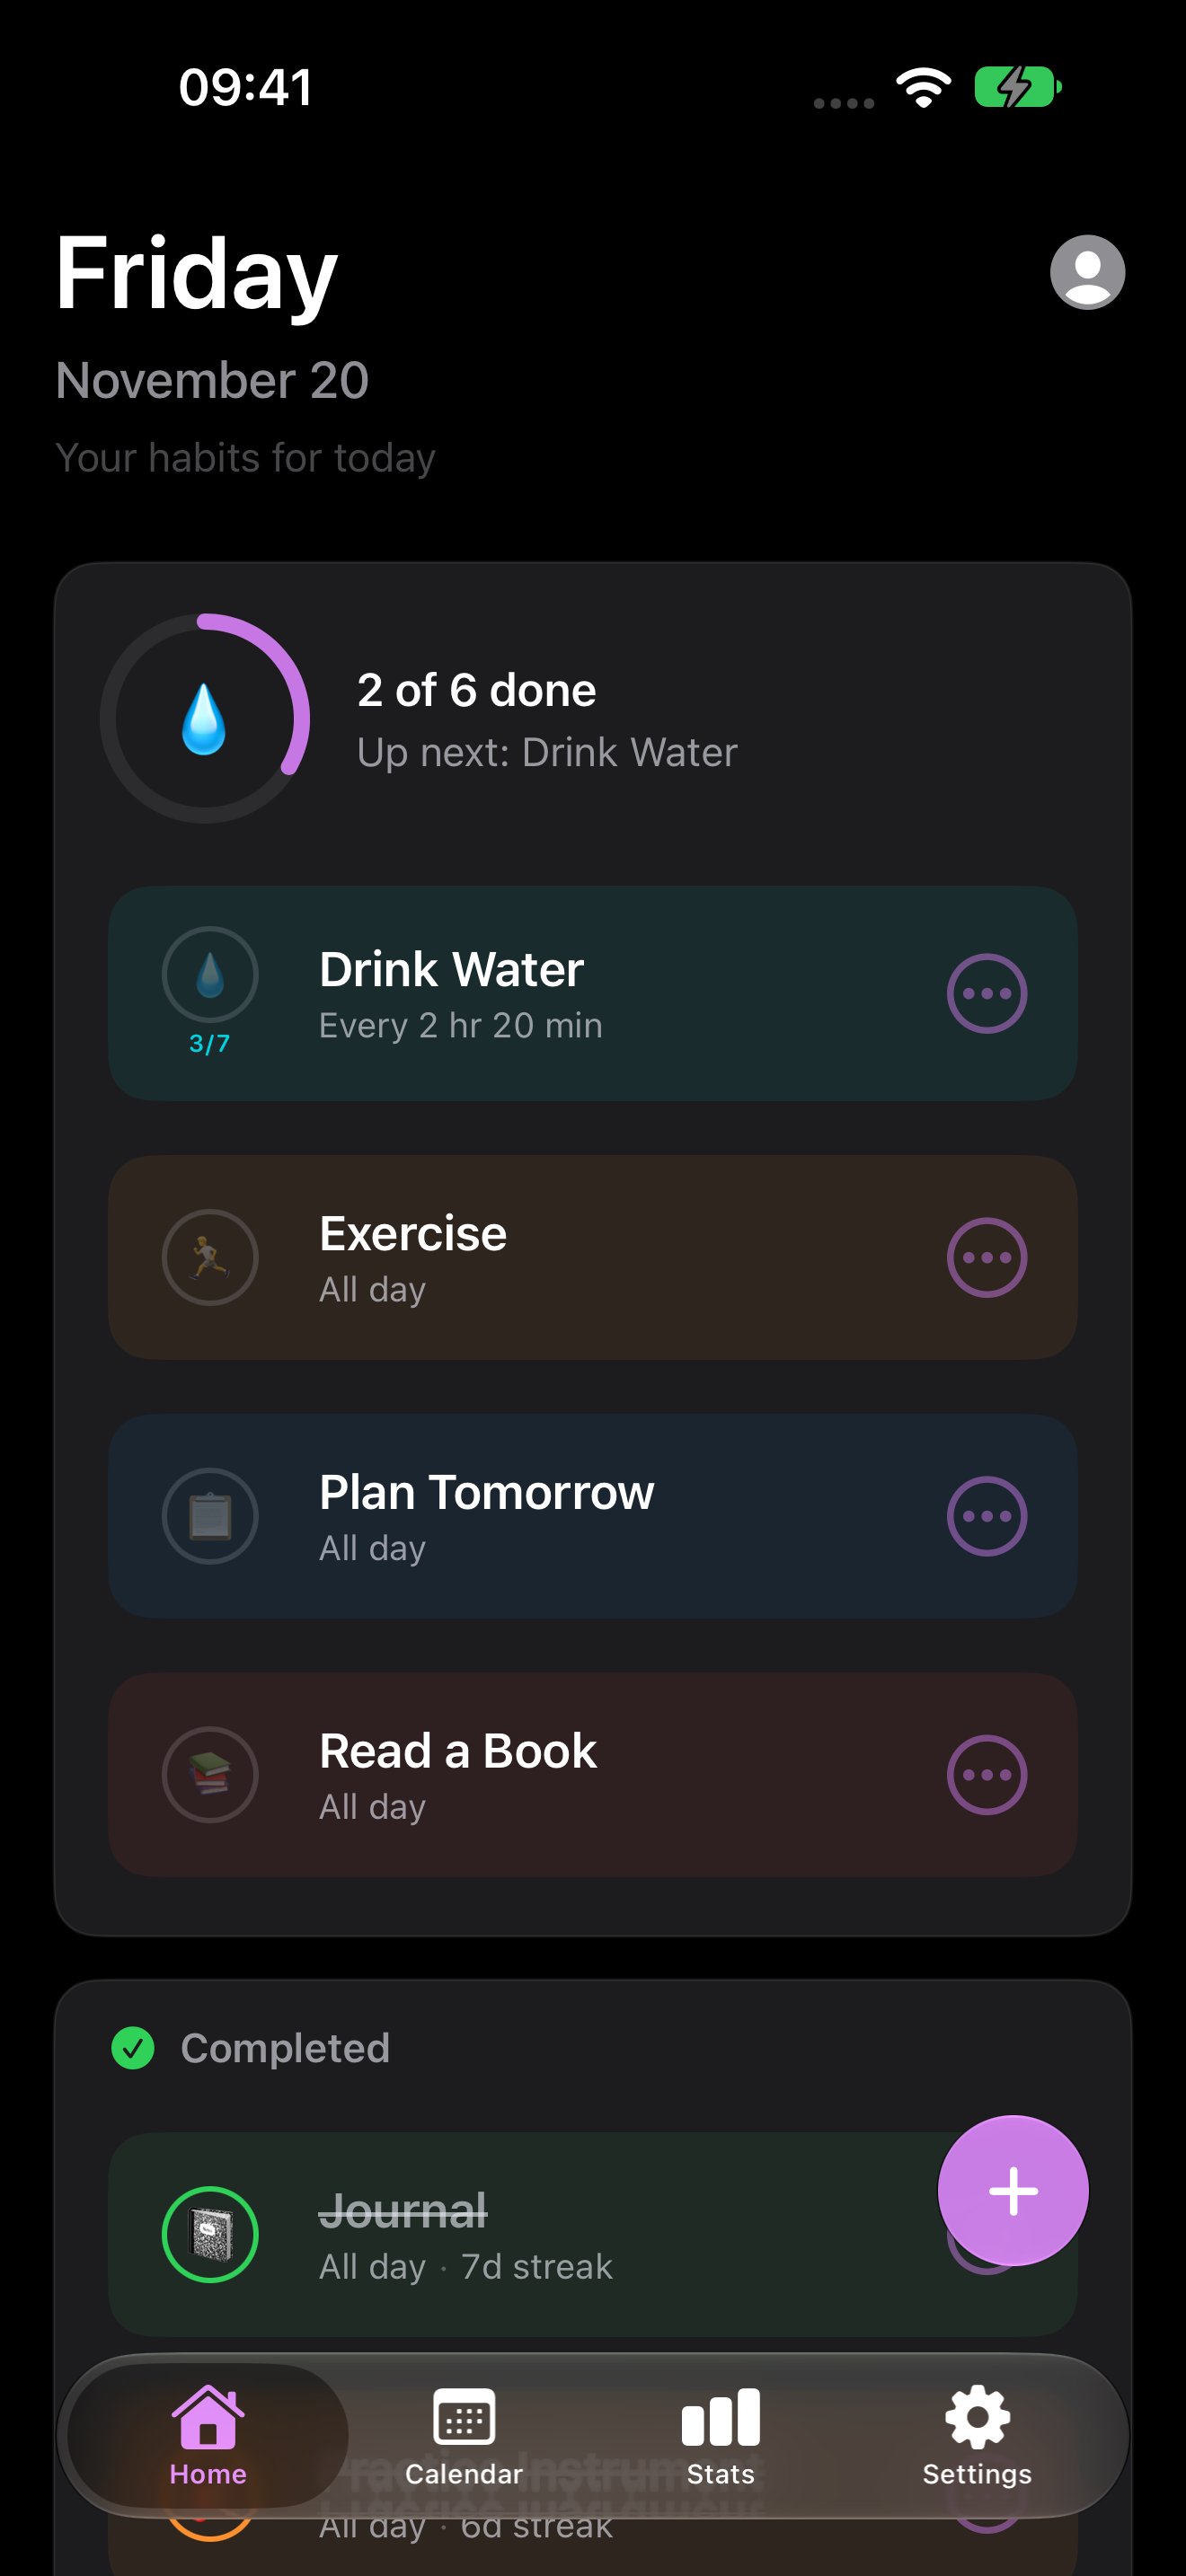 09:41
Friday
November 20
Your habits for today
2 of 6 done
Up next: Drink Water
Drink Water
Every 2 hr 20 min
3/7
Exercise
All day
Plan Tomorrow
All day
Read a Book
All day
Completed
Journal
All day · 7d streak
Practice Instrument
All day · 6d streak
Home
Calendar
Stats
Settings